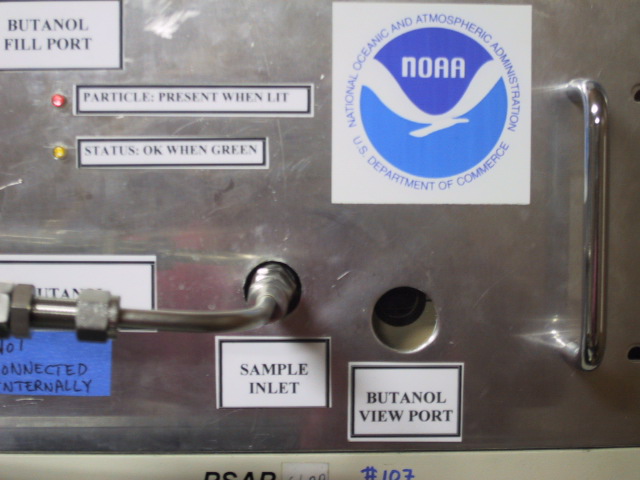 BUTANOL
FILL PORT
PARTICLE: PRESENT WHEN LIT
STATUS: OK WHEN GREEN
NATIONAL OCEANIC AND ATMOSPHERIC ADMINISTRATION
NOAA
U.S. DEPARTMENT OF COMMERCE
BUTANOL
NOT
CONNECTED
INTERNALLY
SAMPLE
INLET
BUTANOL
VIEW PORT
PSAP #107